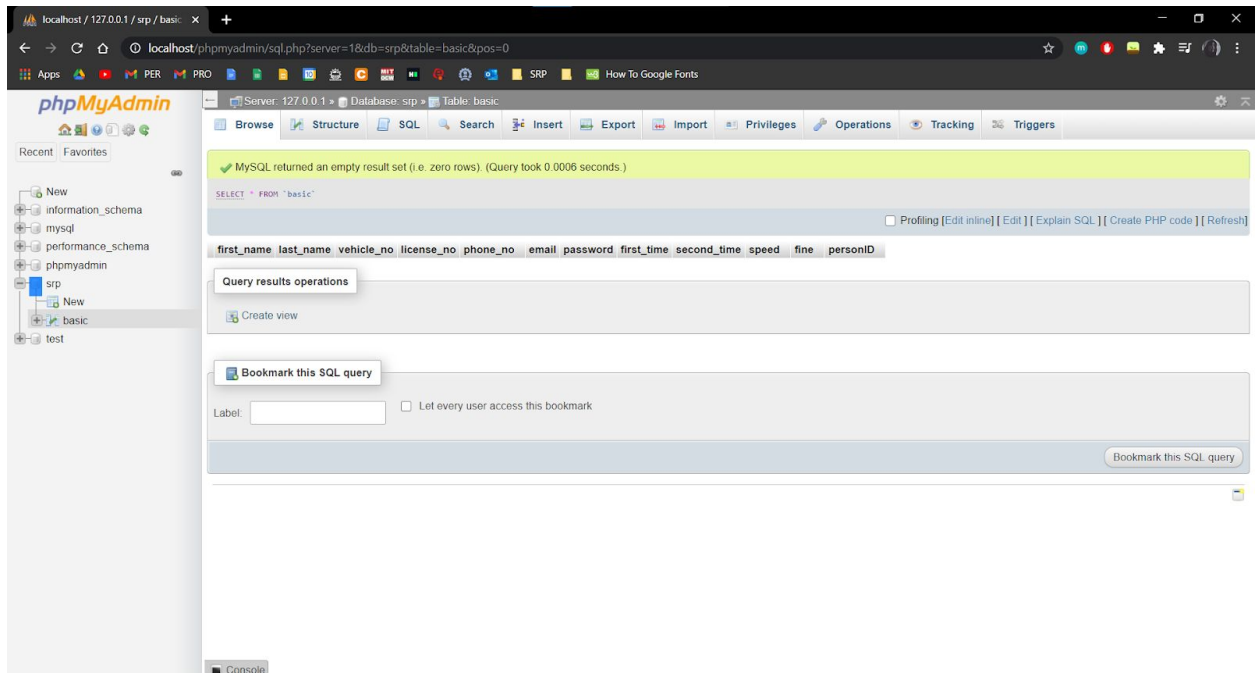 localhost / 127.0.0.1 / srp / basic
localhost/phpmyadmin/sql.php?server=1&db=srp&table=basic&pos=0
Apps PER PRO SRP How To Google Fonts
phpMyAdmin
Recent Favorites
New
information_schema
mysql
performance_schema
phpmyadmin
srp
New
basic
test
Server: 127.0.0.1 » Database: srp » Table: basic
Browse Structure SQL Search Insert Export Import Privileges Operations Tracking Triggers
MySQL returned an empty result set (i.e. zero rows). (Query took 0.0006 seconds.)
SELECT * FROM `basic`
Profiling [Edit inline] [ Edit ] [ Explain SQL ] [ Create PHP code ] [ Refresh]
first_name last_name vehicle_no license_no phone_no email password first_time second_time speed fine personID
Query results operations
Create view
Bookmark this SQL query
Label: Let every user access this bookmark
Bookmark this SQL query
Console